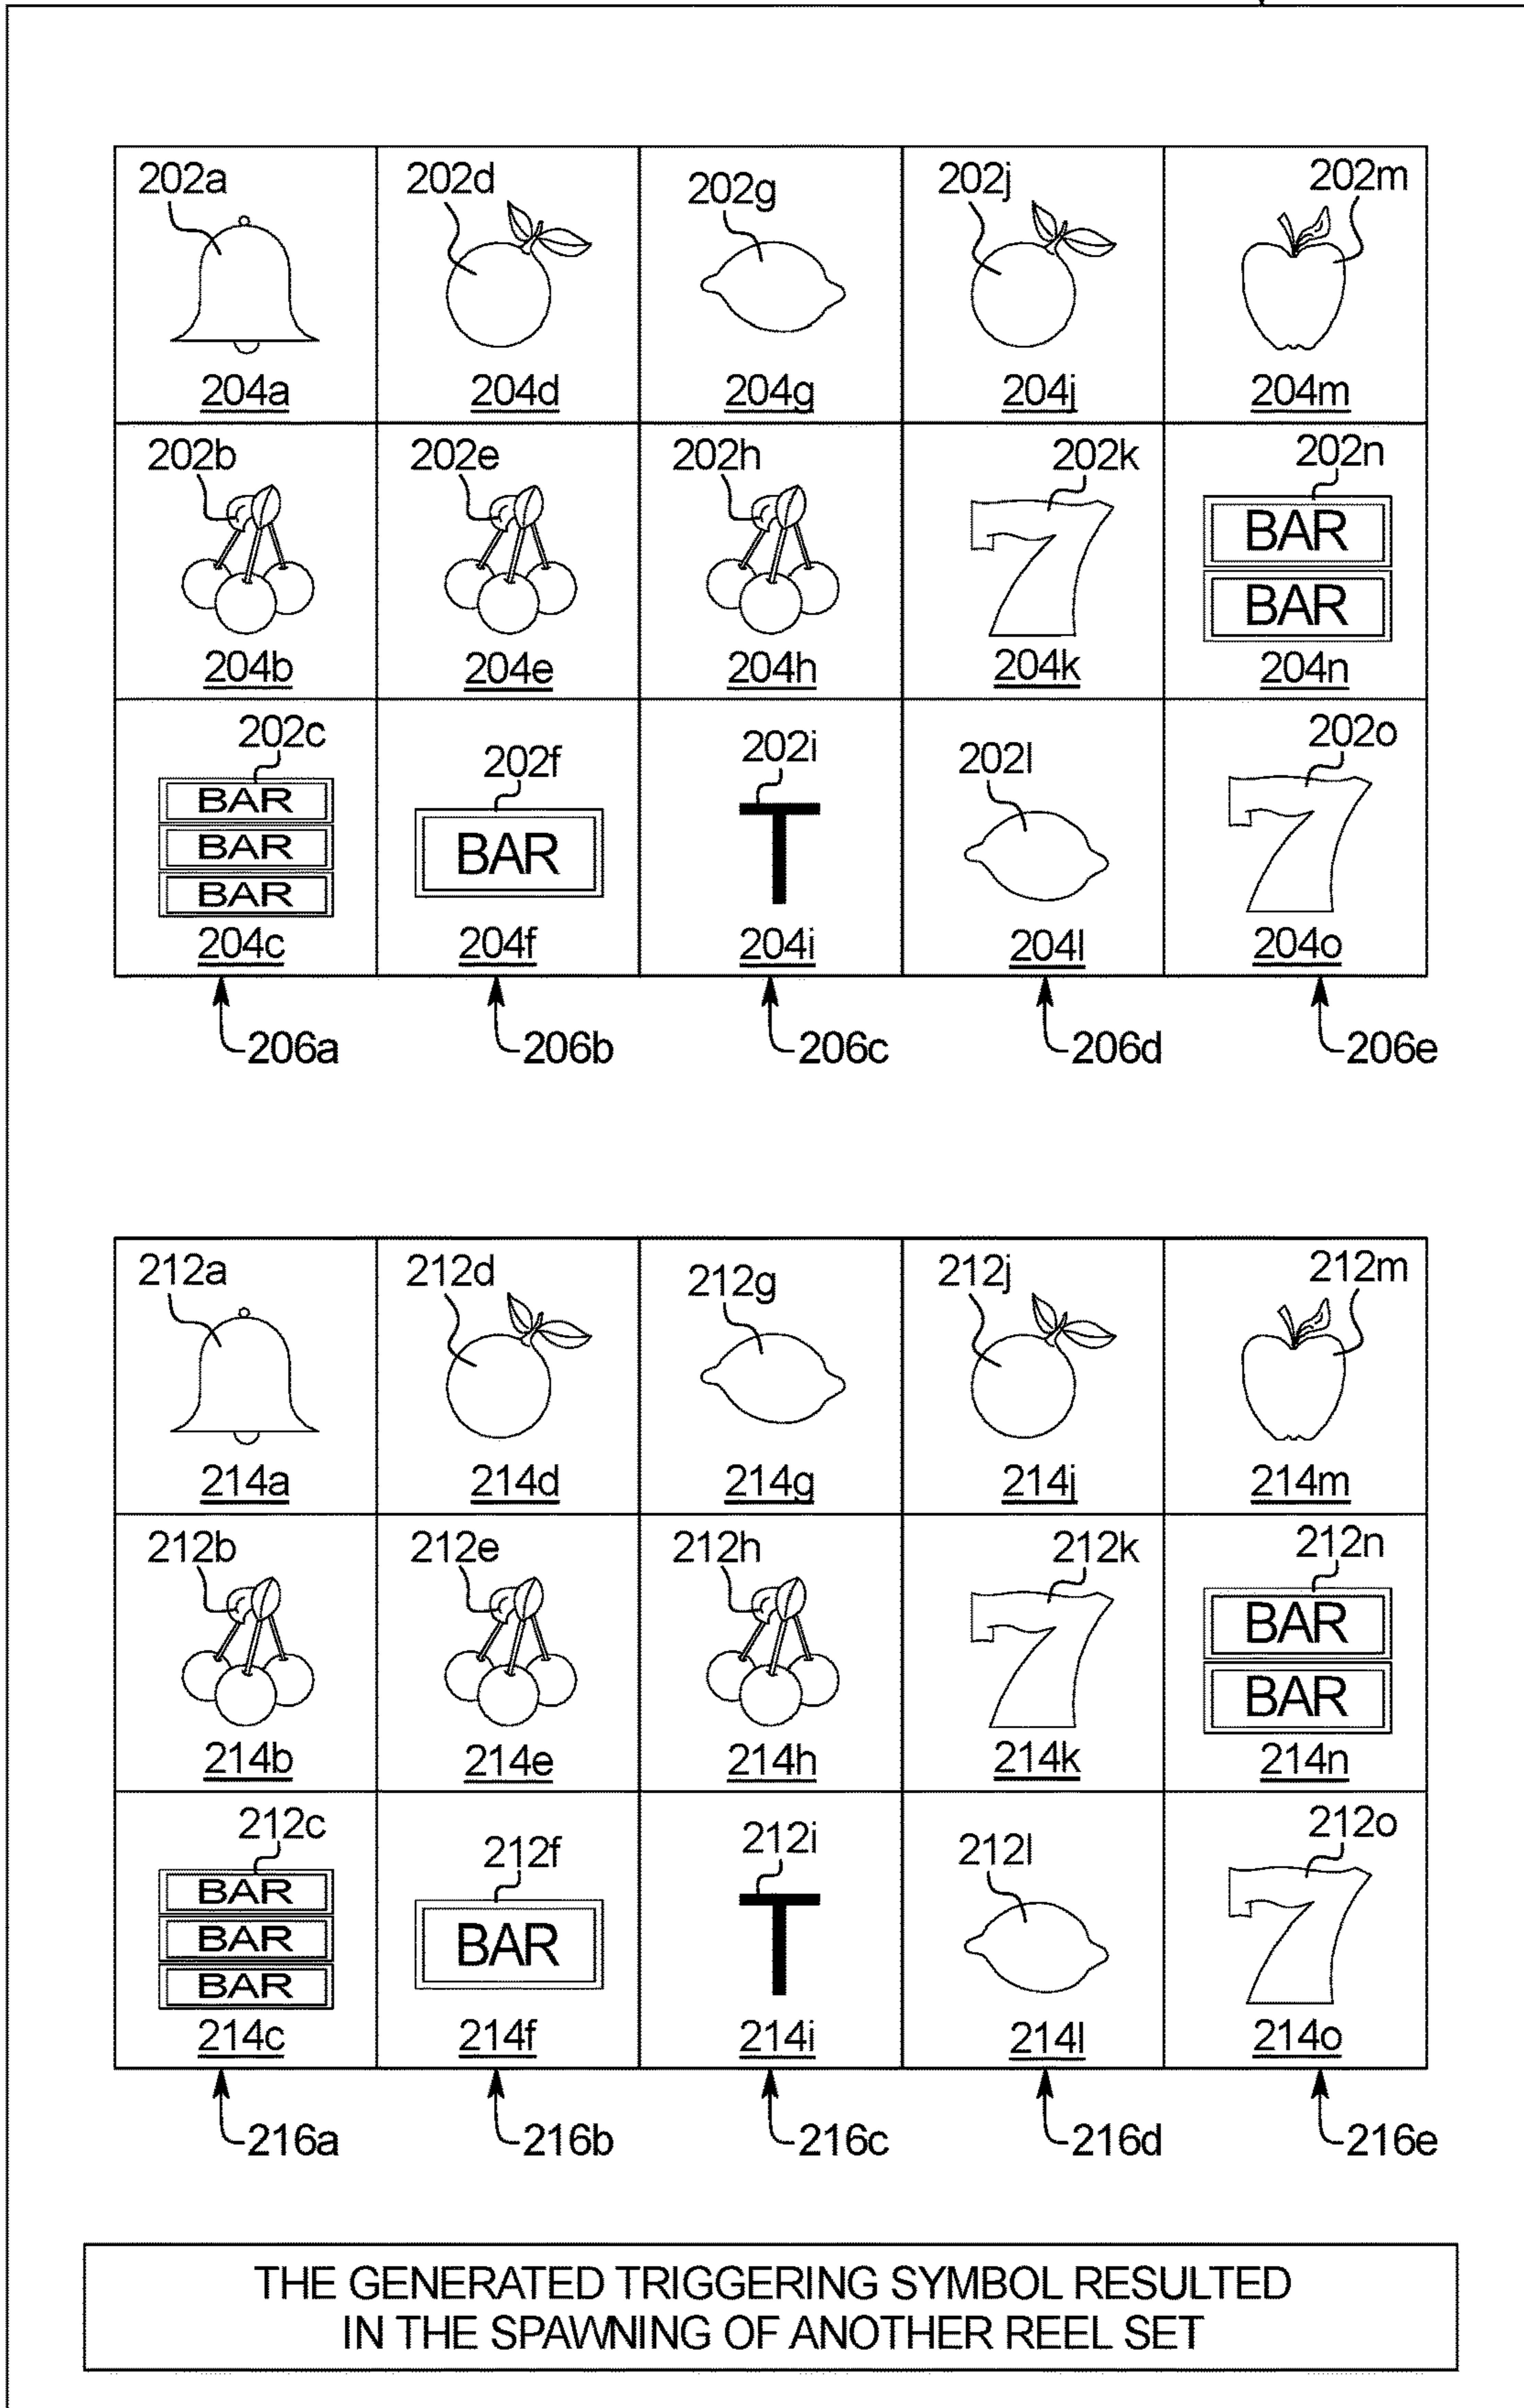 202a 202d 202g 202j 202m
204a 204d 204g 204j 204m
202b 202e 202h 202k 202n
7 BAR
BAR
204b 204e 204h 204k 204n
202c 202f 202i 202l 202o
BAR
BAR BAR T 7
BAR
204c 204f 204i 204l 204o
206a 206b 206c 206d 206e
212a 212d 212g 212j 212m
214a 214d 214g 214j 214m
212b 212e 212h 212k 212n
7 BAR
BAR
214b 214e 214h 214k 214n
212c 212f 212i 212l 212o
BAR
BAR BAR T 7
BAR
214c 214f 214i 214l 214o
216a 216b 216c 216d 216e
THE GENERATED TRIGGERING SYMBOL RESULTED
IN THE SPAWNING OF ANOTHER REEL SET